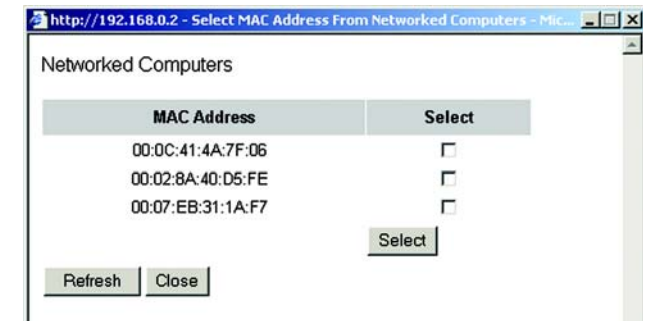 http://192.168.0.2 - Select MAC Address From Networked Computers - Mic...
Networked Computers
MAC Address Select
00:0C:41:4A:7F:06
00:02:8A:40:D5:FE
00:07:EB:31:1A:F7
Select
Refresh Close